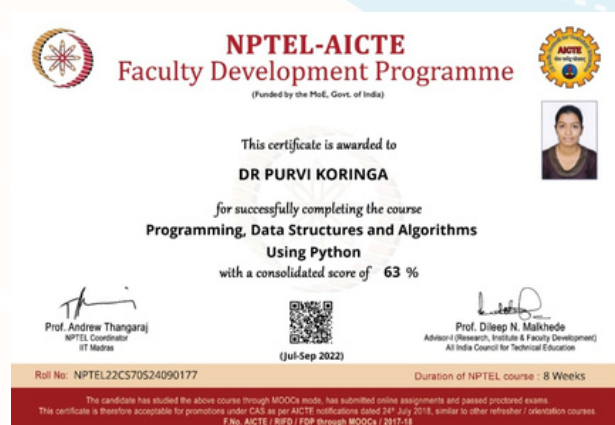 NPTEL-AICTE
Faculty Development Programme
(Funded by the MoE, Govt. of India)
AICTE
This certificate is awarded to
DR PURVI KORINGA
for successfully completing the course
Programming, Data Structures and Algorithms
Using Python
with a consolidated score of 63 %
Prof. Andrew Thangaraj
NPTEL Coordinator
IIT Madras
(Jul-Sep 2022)
Prof. Dileep N. Malkhede
Advisor-I (Research, Institute & Faculty Development)
All India Council for Technical Education
Roll No: NPTEL22CS70S24090177
Duration of NPTEL course : 8 Weeks
The candidate has studied the above course through MOOCs mode, has submitted online assignments and passed proctored exams.
This certificate is therefore acceptable for promotions under CAS as per AICTE notifications dated 24th July 2018, similar to other refresher / orientation courses.
F.No. AICTE / RIFD / FDP through MOOCs / 2017-18